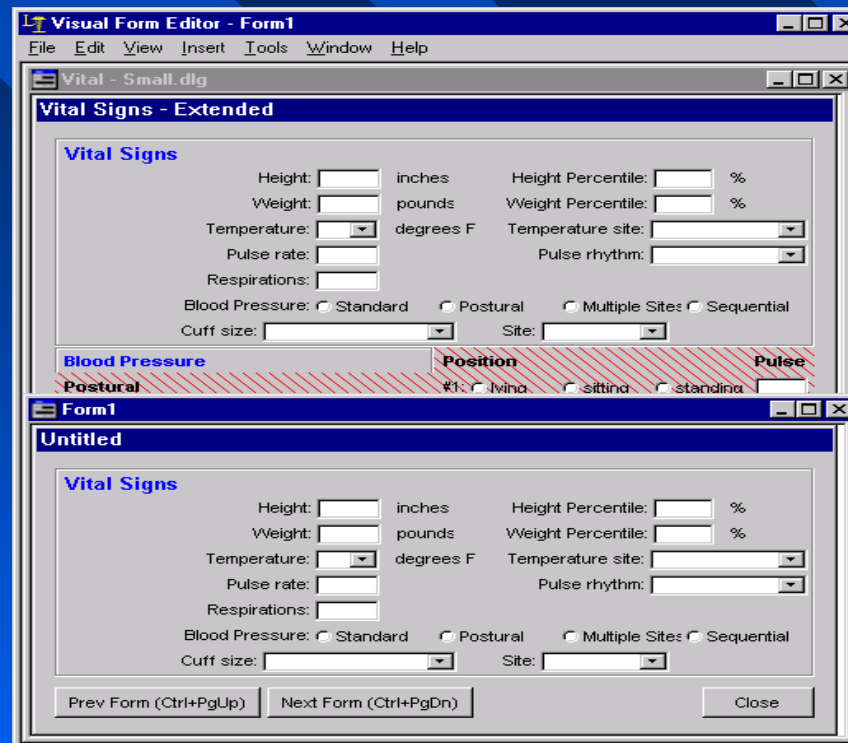 Visual Form Editor - Form1
File Edit View Insert Tools Window Help
Vital - Small.dlg
Vital Signs - Extended
Vital Signs
Height: inches Height Percentile: %
Weight: pounds Weight Percentile: %
Temperature: degrees F Temperature site:
Pulse rate: Pulse rhythm:
Respirations:
Blood Pressure: Standard Postural Multiple Sites Sequential
Cuff size: Site:
Blood Pressure Position Pulse
Postural #1: lying sitting standing
Form1
Untitled
Vital Signs
Height: inches Height Percentile: %
Weight: pounds Weight Percentile: %
Temperature: degrees F Temperature site:
Pulse rate: Pulse rhythm:
Respirations:
Blood Pressure: Standard Postural Multiple Sites Sequential
Cuff size: Site:
Prev Form (Ctrl+PgUp) Next Form (Ctrl+PgDn) Close